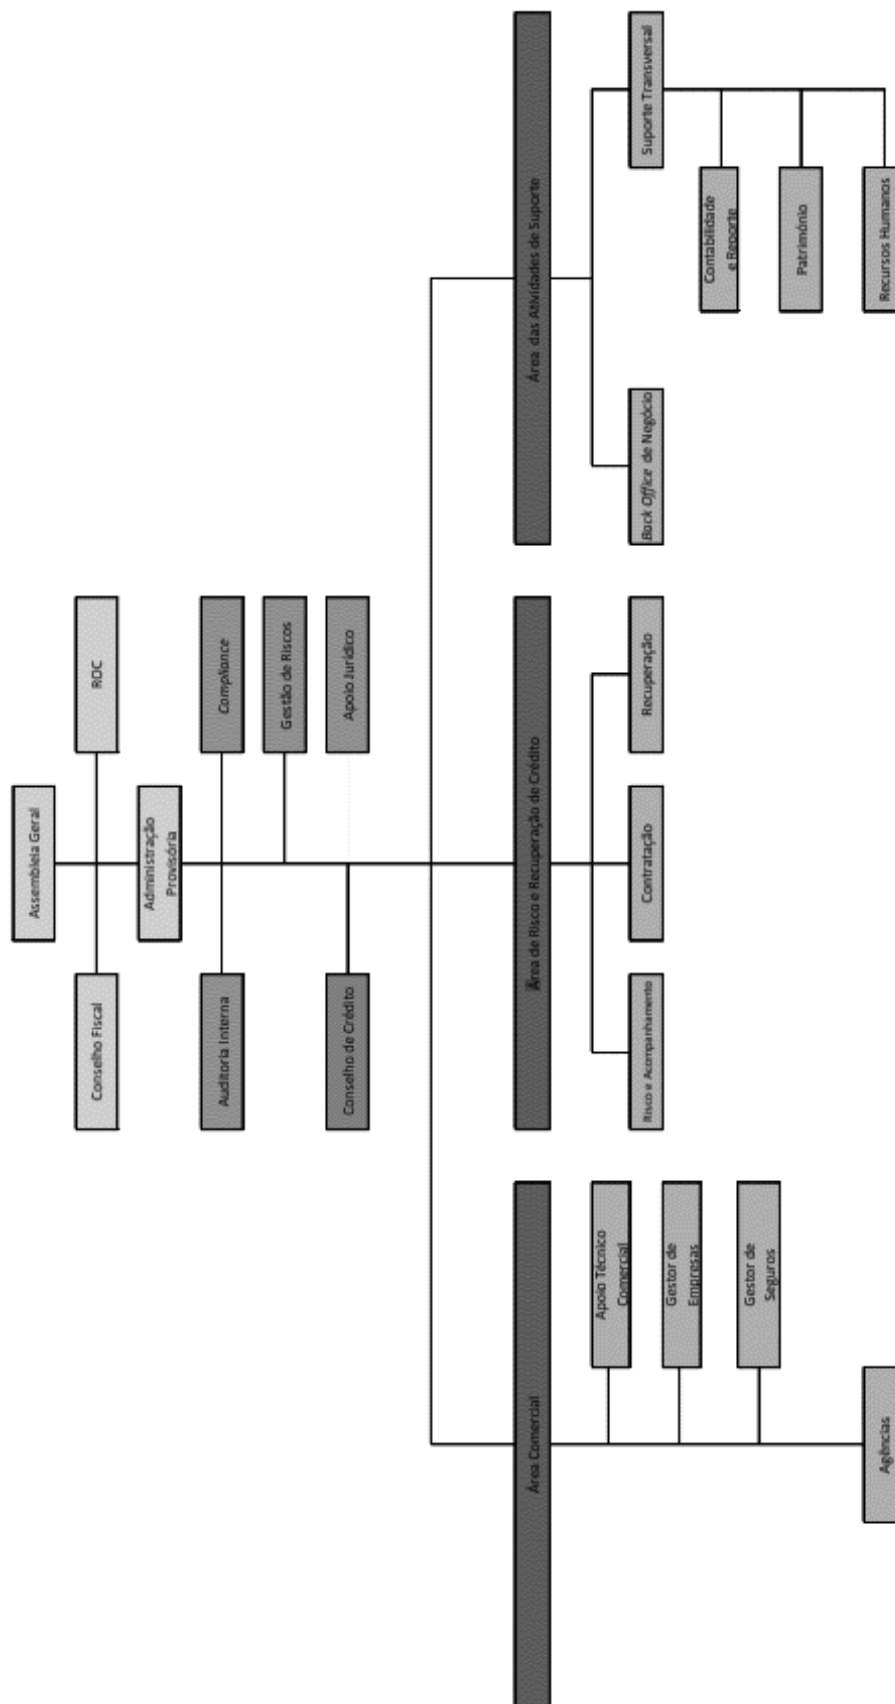 Assembleia Geral
Conselho Fiscal
ROC
Administração
Provisória
Auditoria Interna
Compliance
Gestão de Riscos
Conselho de Crédito
Apoio Jurídico
Área Comercial
Área de Risco e Recuperação de Crédito
Área das Atividades de Suporte
Apoio Técnico
Comercial
Gestor de
Empresas
Gestor de
Seguros
Agências
Risco e Acompanhamento
Contratação
Recuperação
Back Office de Negócio
Suporte Transversal
Contabilidade
e Reporte
Património
Recursos Humanos